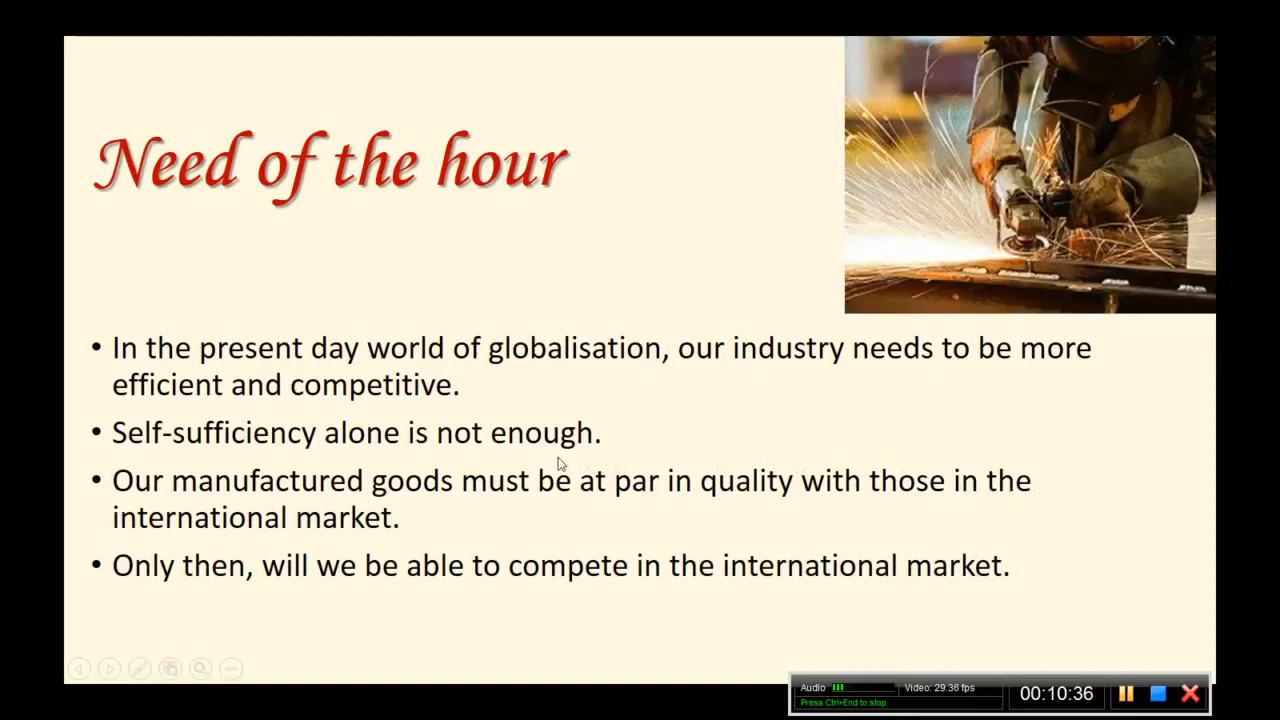 Need of the hour
• In the present day world of globalisation, our industry needs to be more
efficient and competitive.
• Self-sufficiency alone is not enough.
• Our manufactured goods must be at par in quality with those in the
international market.
• Only then, will we be able to compete in the international market.
Audio Video: 29.36 fps
Press Ctrl+End to stop
00:10:36